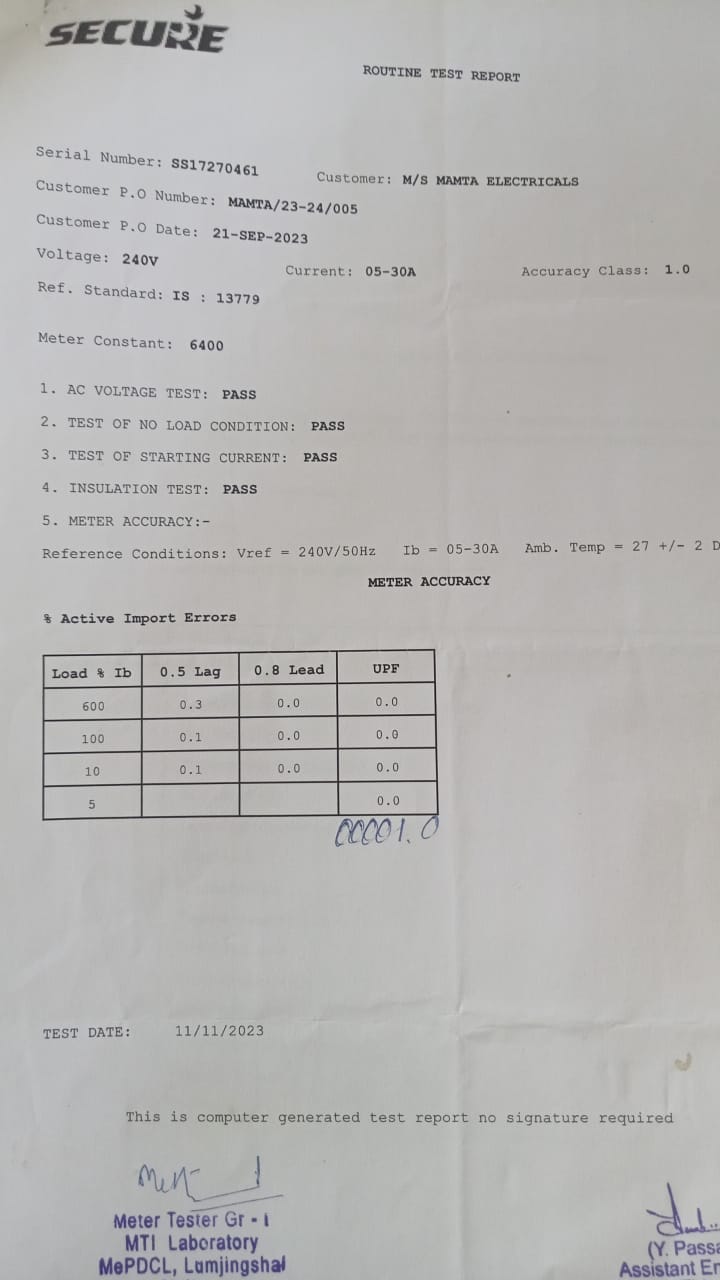 SECURE
ROUTINE TEST REPORT
Serial Number: SS17270461 Customer: M/S MAMTA ELECTRICALS
Customer P.O Number: MAMTA/23-24/005
Customer P.O Date: 21-SEP-2023
Voltage: 240V Current: 05-30A Accuracy Class: 1.0
Ref. Standard: IS : 13779
Meter Constant: 6400
1. AC VOLTAGE TEST: PASS
2. TEST OF NO LOAD CONDITION: PASS
3. TEST OF STARTING CURRENT: PASS
4. INSULATION TEST: PASS
5. METER ACCURACY:-
Reference Conditions: Vref = 240V/50Hz Ib = 05-30A Amb. Temp = 27 +/- 2 D
METER ACCURACY
% Active Import Errors
Load % Ib 0.5 Lag 0.8 Lead UPF
600 0.3 0.0 0.0
100 0.1 0.0 0.0
10 0.1 0.0 0.0
5 0.0
00001.0
TEST DATE: 11/11/2023
This is computer generated test report no signature required
Meter Tester Gr - I
MTI Laboratory (Y. Passa
MePDCL, Lumjingshai Assistant En